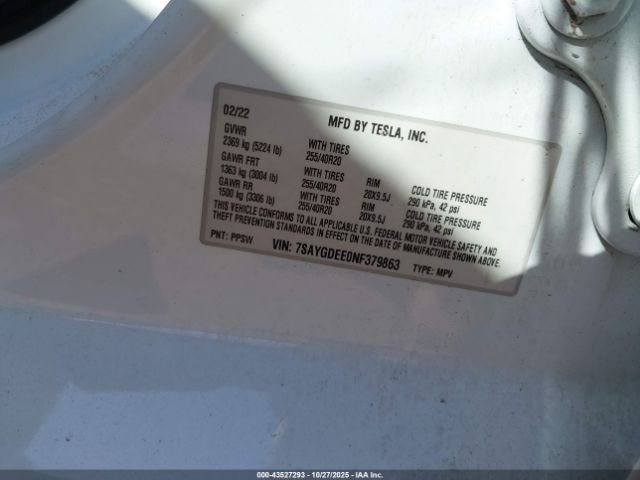 02/22 MFD BY TESLA, INC.
GVWR
2369 kg (5224 lb) WITH TIRES
255/40R20
GAWR FRT
1363 kg (3004 lb) WITH TIRES
255/40R20 RIM
20X9.5J COLD TIRE PRESSURE
290 kPa, 42 psi
GAWR RR
1500 kg (3306 lb) WITH TIRES
255/40R20 RIM
20X9.5J COLD TIRE PRESSURE
290 kPa, 42 psi
THIS VEHICLE CONFORMS TO ALL APPLICABLE U.S. FEDERAL MOTOR VEHICLE SAFETY AND
THEFT PREVENTION STANDARDS IN EFFECT ON THE DATE OF MANUFACTURE SHOWN ABOVE.
PNT: PPSW VIN: 7SAYGDEE0NF379863 TYPE: MPV
000-43527293 - 10/27/2025 - IAA Inc.